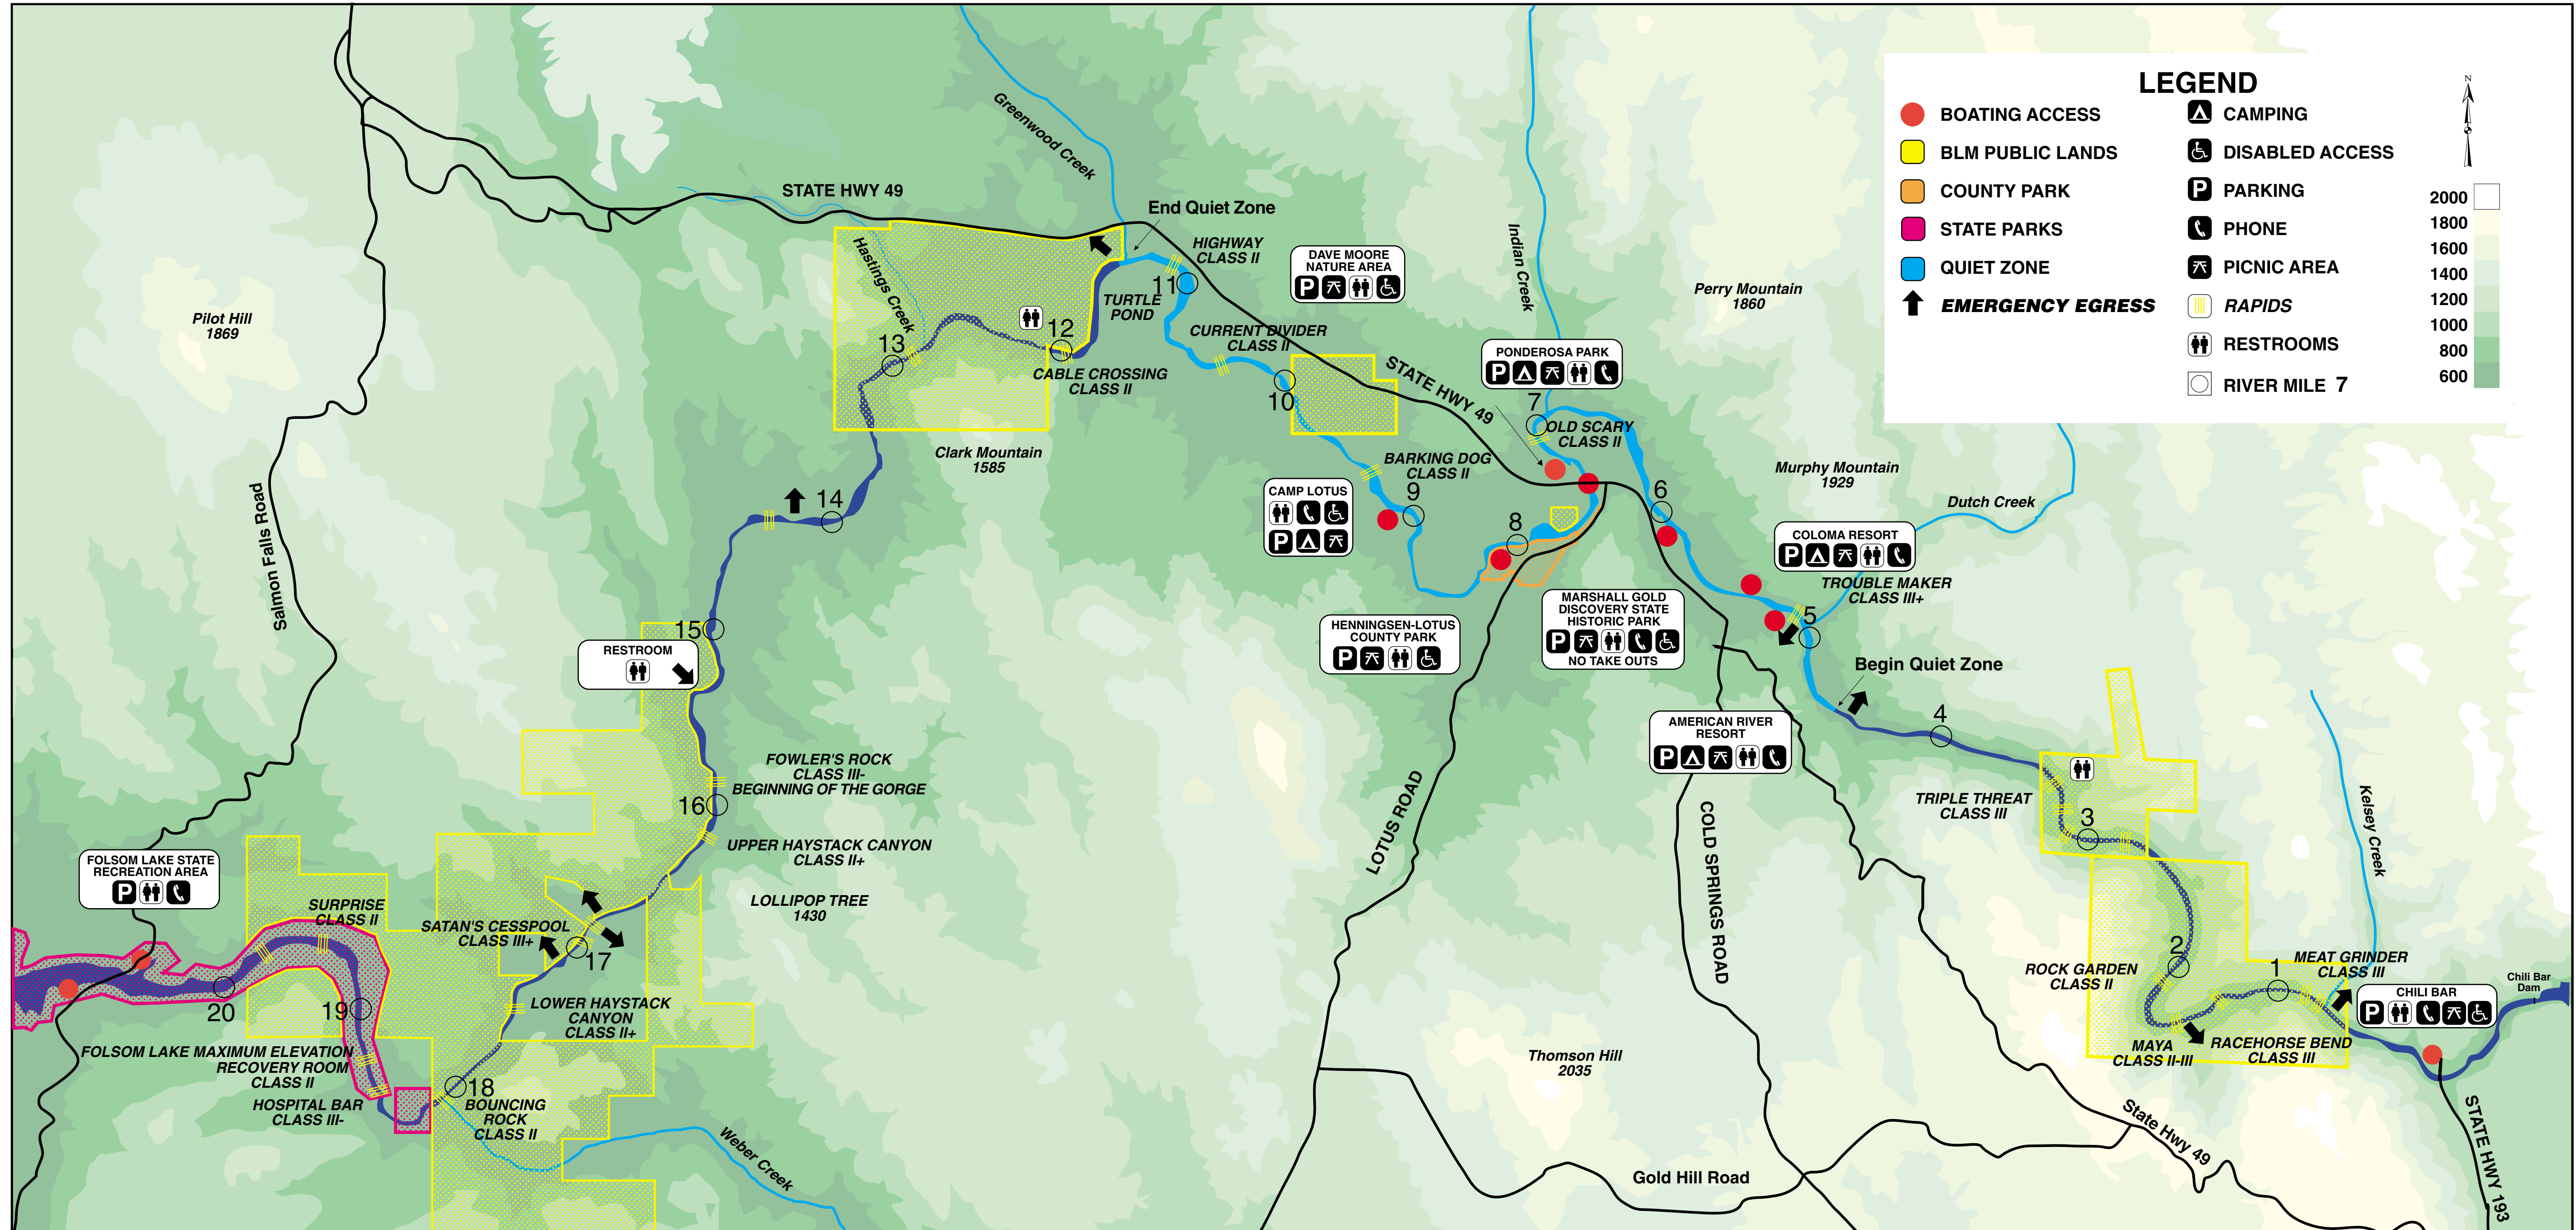 LEGEND
BOATING ACCESS
BLM PUBLIC LANDS
COUNTY PARK
STATE PARKS
QUIET ZONE
EMERGENCY EGRESS
CAMPING
DISABLED ACCESS
P PARKING
PHONE
PICNIC AREA
RAPIDS
RESTROOMS
RIVER MILE 7
N
2000
1800
1600
1400
1200
1000
800
600
Greenwood Creek
STATE HWY 49
End Quiet Zone
HIGHWAY
CLASS II
11
TURTLE
POND
Hastings Creek
12
13
CABLE CROSSING
CLASS II
Clark Mountain
1585
Pilot Hill
1869
Salmon Falls Road
CURRENT DIVIDER
CLASS II
10
DAVE MOORE
NATURE AREA
P
STATE HWY 49
Indian Creek
PONDEROSA PARK
P
7
OLD SCARY
CLASS II
Perry Mountain
1860
Murphy Mountain
1929
Dutch Creek
BARKING DOG
CLASS II
9
CAMP LOTUS
P
8
6
HENNINGSEN-LOTUS
COUNTY PARK
P
MARSHALL GOLD
DISCOVERY STATE
HISTORIC PARK
P
NO TAKE OUTS
COLOMA RESORT
P
TROUBLE MAKER
CLASS III+
5
Begin Quiet Zone
4
AMERICAN RIVER
RESORT
P
LOTUS ROAD
COLD SPRINGS ROAD
TRIPLE THREAT
CLASS III
3
Kelsey Creek
2
ROCK GARDEN
CLASS II
1
MEAT GRINDER
CLASS III
MAYA
CLASS II-III
RACEHORSE BEND
CLASS III
CHILI BAR
P
Chili Bar
Dam
State Hwy 49
STATE HWY 193
Gold Hill Road
Thomson Hill
2035
14
15
RESTROOM
FOWLER'S ROCK
CLASS III-
BEGINNING OF THE GORGE
16
UPPER HAYSTACK CANYON
CLASS II+
LOLLIPOP TREE
1430
SATAN'S CESSPOOL
CLASS III+
17
LOWER HAYSTACK
CANYON
CLASS II+
18
BOUNCING
ROCK
CLASS II
Weber Creek
FOLSOM LAKE STATE
RECREATION AREA
P
SURPRISE
CLASS II
20
19
FOLSOM LAKE MAXIMUM ELEVATION
RECOVERY ROOM
CLASS II
HOSPITAL BAR
CLASS III-